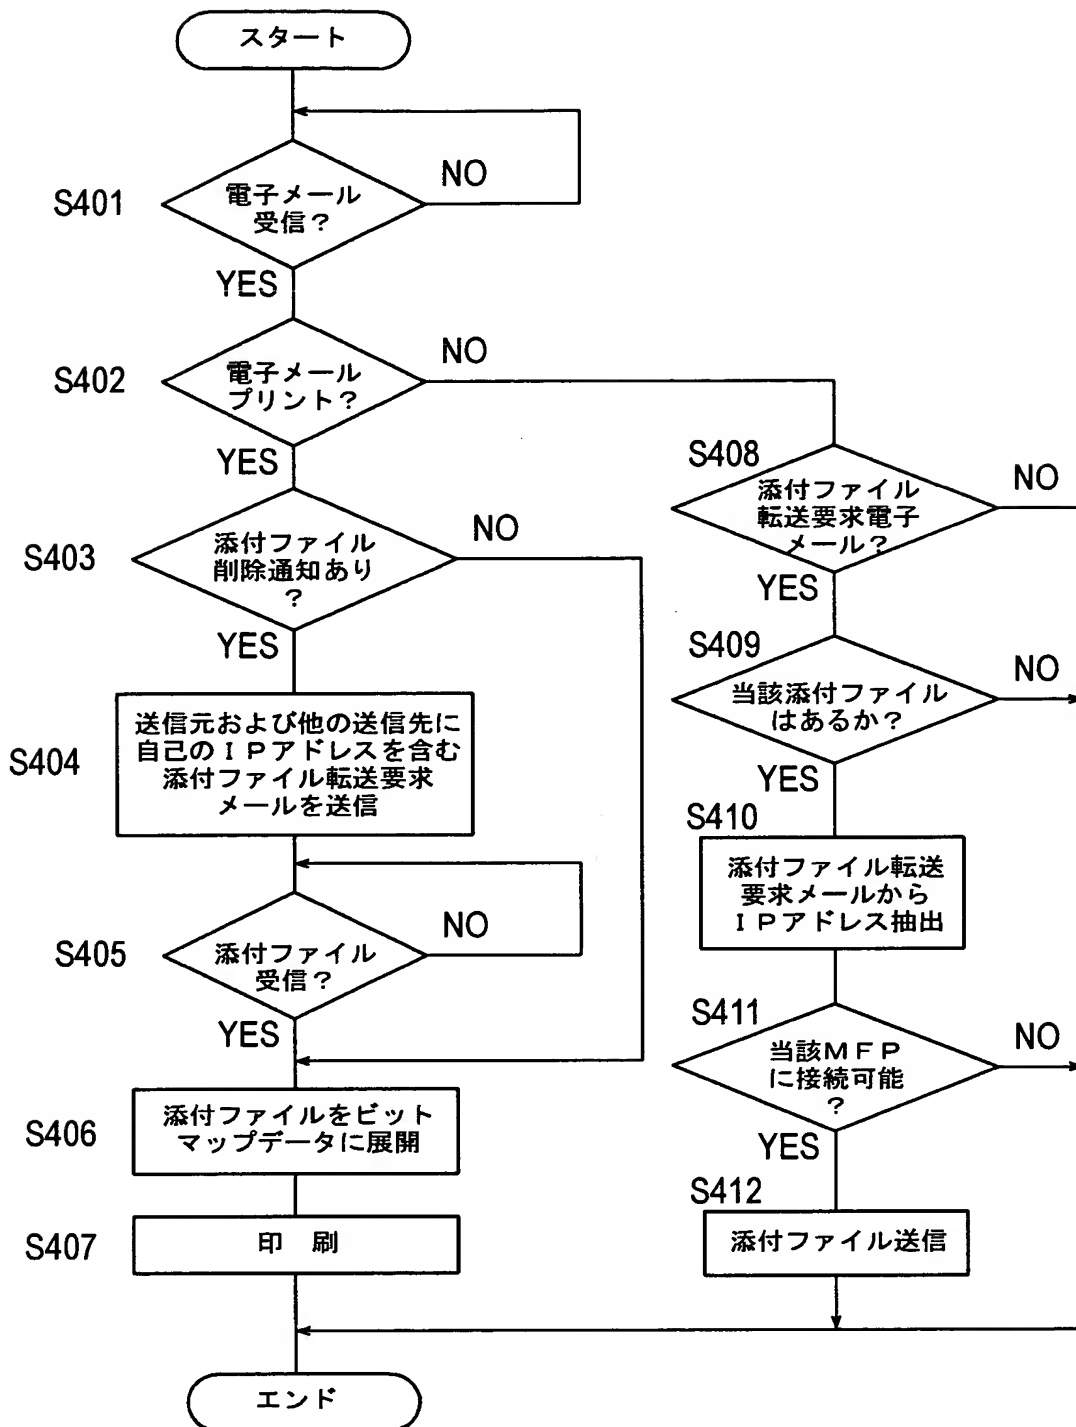 スタート
S401
電子メール
受信？
NO
YES
S402
電子メール
プリント？
NO
YES
S403
添付ファイル
削除通知あり
？
NO
YES
S404
送信元および他の送信先に
自己のＩＰアドレスを含む
添付ファイル転送要求
メールを送信
S405
添付ファイル
受信？
NO
YES
S406
添付ファイルをビット
マップデータに展開
S407
印　刷
S408
添付ファイル
転送要求電子
メール？
NO
YES
S409
当該添付ファイル
はあるか？
NO
YES
S410
添付ファイル転送
要求メールから
ＩＰアドレス抽出
S411
当該ＭＦＰ
に接続可能
？
NO
YES
S412
添付ファイル送信
エンド